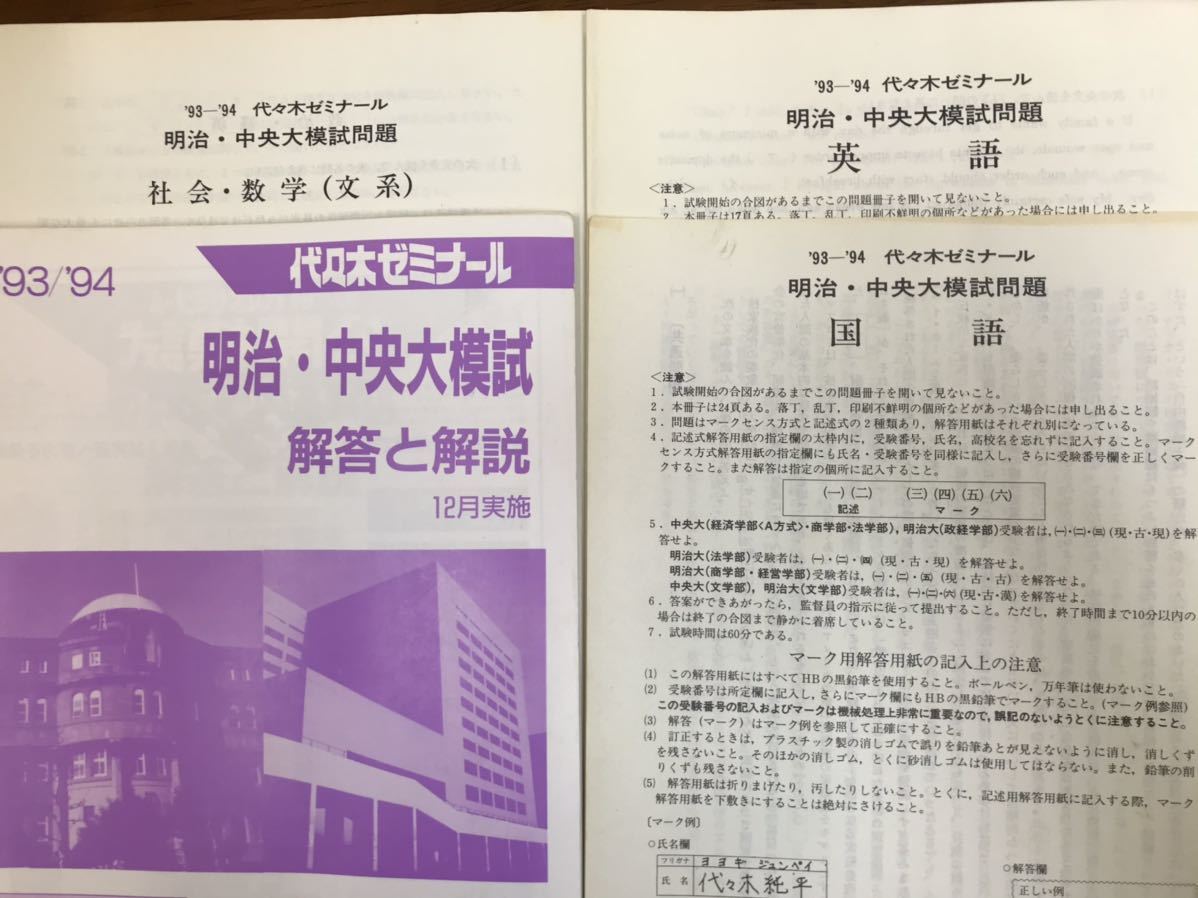 '93―'94 代々木ゼミナール
明治・中央大模試問題
社会・数学(文系)
'93―'94 代々木ゼミナール
明治・中央大模試問題
英 語
<注意>
1．試験開始の合図があるまでこの問題冊子を開いて見ないこと。
2．本冊子は17頁ある。落丁，乱丁，印刷不鮮明の個所などがあった場合には申し出ること。
'93/'94
代々木ゼミナール
明治・中央大模試
解答と解説
12月実施
'93―'94 代々木ゼミナール
明治・中央大模試問題
国 語
<注意>
1．試験開始の合図があるまでこの問題冊子を開いて見ないこと。
2．本冊子は24頁ある。落丁，乱丁，印刷不鮮明の個所などがあった場合には申し出ること。
3．問題はマークセンス方式と記述式の2種類あり，解答用紙はそれぞれ別になっている。
4．記述式解答用紙の指定欄の太枠内に，受験番号，氏名，高校名を忘れずに記入すること。マーク
センス方式解答用紙の指定欄にも氏名・受験番号を同様に記入し，さらに受験番号欄を正しくマー
クすること。また解答は指定の個所に記入すること。
(一)(二) (三)(四)(五)(六)
記述 マーク
5．中央大(経済学部<A方式>・商学部・法学部)，明治大(政経学部)受験者は，㈠・㈡・㈢(現・古・現)を解
答せよ。
明治大(法学部)受験者は，㈠・㈡・㈣(現・古・現)を解答せよ。
明治大(商学部・経営学部)受験者は，㈠・㈡・㈤(現・古・古)を解答せよ。
中央大(文学部)，明治大(文学部)受験者は，㈠・㈡・㈥(現・古・漢)を解答せよ。
6．答案ができあがったら，監督員の指示に従って提出すること。ただし，終了時間まで10分以内の
場合は終了の合図まで静かに着席していること。
7．試験時間は60分である。
マーク用解答用紙の記入上の注意
(1) この解答用紙にはすべてHBの黒鉛筆を使用すること。ボールペン，万年筆は使わないこと。
(2) 受験番号は所定欄に記入し，さらにマーク欄にもHBの黒鉛筆でマークすること。(マーク例参照)
この受験番号の記入およびマークは機械処理上非常に重要なので，誤記のないようとくに注意すること。
(3) 解答(マーク)はマーク例を参照して正確にすること。
(4) 訂正するときは，プラスチック製の消しゴムで誤りを鉛筆あとが見えないように消し，消しくず
を残さないこと。そのほかの消しゴム，とくに砂消しゴムは使用してはならない。また，鉛筆の削
りくずも残さないこと。
(5) 解答用紙は折りまげたり，汚したりしないこと。とくに，記述用解答用紙に記入する際，マーク
解答用紙を下敷きにすることは絶対にさけること。
〔マーク例〕
○氏名欄
フリガナ ヨヨギ ジュンペイ
氏名 代々木純平
○解答欄
正しい例